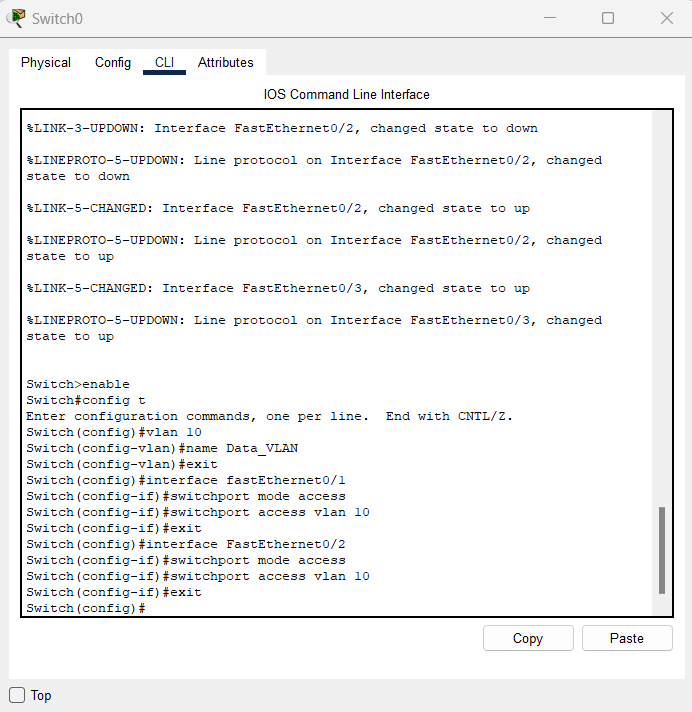 Switch0
Physical Config CLI Attributes
IOS Command Line Interface
%LINK-3-UPDOWN: Interface FastEthernet0/2, changed state to down
%LINEPROTO-5-UPDOWN: Line protocol on Interface FastEthernet0/2, changed
state to down
%LINK-5-CHANGED: Interface FastEthernet0/2, changed state to up
%LINEPROTO-5-UPDOWN: Line protocol on Interface FastEthernet0/2, changed
state to up
%LINK-5-CHANGED: Interface FastEthernet0/3, changed state to up
%LINEPROTO-5-UPDOWN: Line protocol on Interface FastEthernet0/3, changed
state to up
Switch>enable
Switch#config t
Enter configuration commands, one per line.  End with CNTL/Z.
Switch(config)#vlan 10
Switch(config-vlan)#name Data_VLAN
Switch(config-vlan)#exit
Switch(config)#interface fastEthernet0/1
Switch(config-if)#switchport mode access
Switch(config-if)#switchport access vlan 10
Switch(config-if)#exit
Switch(config)#interface FastEthernet0/2
Switch(config-if)#switchport mode access
Switch(config-if)#switchport access vlan 10
Switch(config-if)#exit
Switch(config)#
Copy Paste
Top